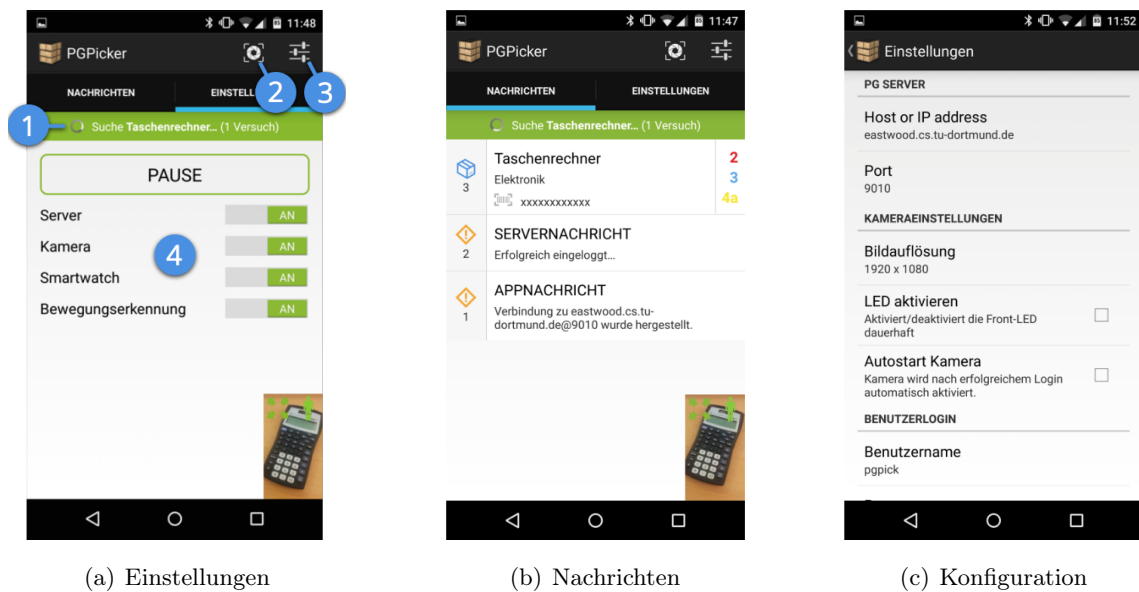 11:48
PGPicker
2
3
NACHRICHTEN
EINSTELL
1
Suche Taschenrechner... (1 Versuch)
PAUSE
Server
AN
Kamera
AN
4
Smartwatch
AN
Bewegungserkennung
AN
(a) Einstellungen
11:47
PGPicker
NACHRICHTEN
EINSTELLUNGEN
Suche Taschenrechner... (1 Versuch)
Taschenrechner
2
Elektronik
3
3
xxxxxxxxxxxx
4a
SERVERNACHRICHT
2
Erfolgreich eingeloggt...
APPNACHRICHT
1
Verbindung zu eastwood.cs.tu-
dortmund.de@9010 wurde hergestellt.
(b) Nachrichten
11:52
Einstellungen
PG SERVER
Host or IP address
eastwood.cs.tu-dortmund.de
Port
9010
KAMERAEINSTELLUNGEN
Bildauflösung
1920 x 1080
LED aktivieren
Aktiviert/deaktiviert die Front-LED
dauerhaft
Autostart Kamera
Kamera wird nach erfolgreichem Login
automatisch aktiviert.
BENUTZERLOGIN
Benutzername
pgpick
(c) Konfiguration